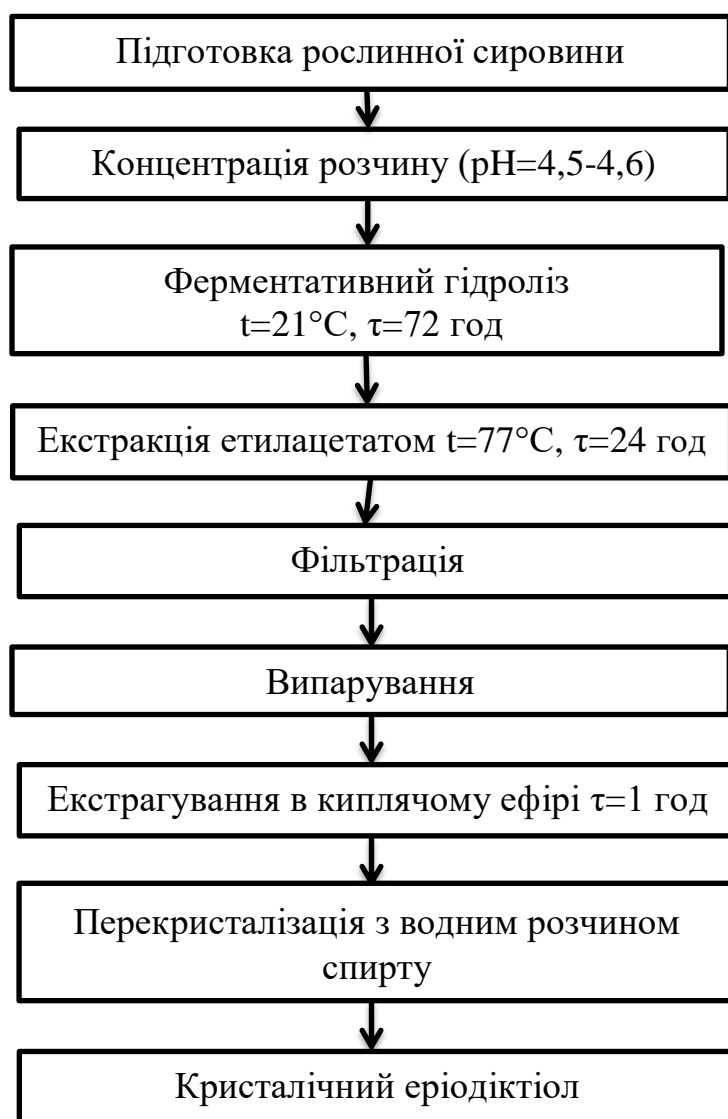 Підготовка рослинної сировини
Концентрація розчину (рН=4,5-4,6)
Ферментативний гідроліз
t=21°C, τ=72 год
Екстракція етилацетатом t=77°C, τ=24 год
Фільтрація
Випарування
Екстрагування в киплячому ефірі τ=1 год
Перекристалізація з водним розчином
спирту
Кристалічний еріодіктіол